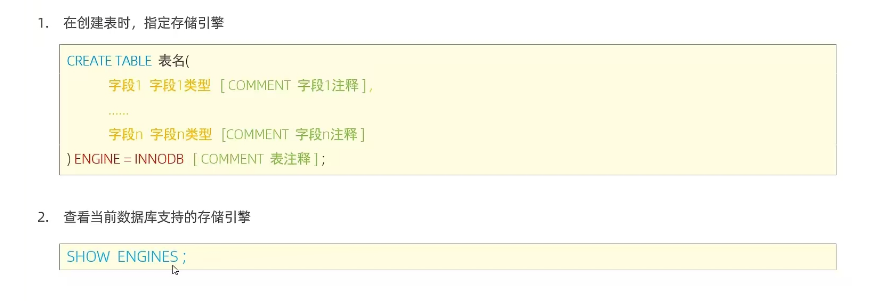 1. 在创建表时，指定存储引擎
CREATE TABLE 表名(
字段1 字段1类型 [ COMMENT 字段1注释 ] ,
......
字段n 字段n类型 [COMMENT 字段n注释 ]
) ENGINE = INNODB [ COMMENT 表注释 ] ;
2. 查看当前数据库支持的存储引擎
SHOW ENGINES ;